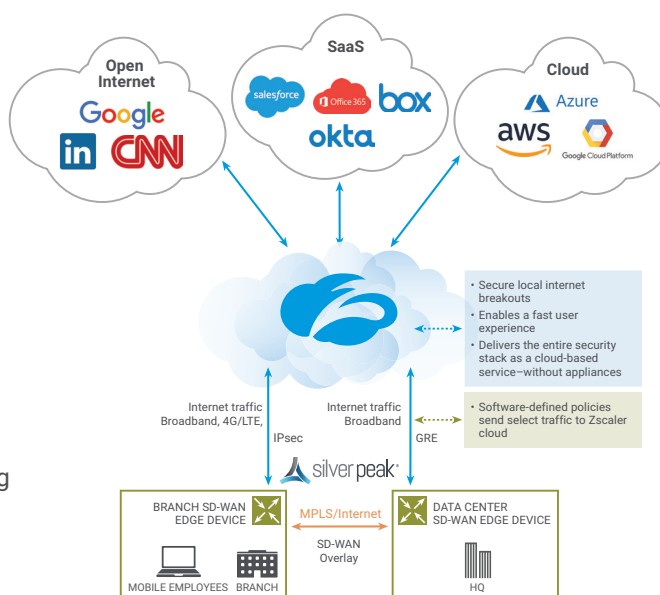 Open
Internet
Google
in
CNN
SaaS
salesforce
Office 365
box
okta
Cloud
Azure
aws
Google Cloud Platform
• Secure local internet
breakouts
• Enables a fast user
experience
• Delivers the entire security
stack as a cloud-based
service–without appliances
Internet traffic
Broadband, 4G/LTE,
IPsec
Internet traffic
Broadband
GRE
• Software-defined policies
send select traffic to Zscaler
cloud
silver peak
g
BRANCH SD-WAN
EDGE DEVICE
MPLS/Internet
SD-WAN
Overlay
DATA CENTER
SD-WAN EDGE DEVICE
MOBILE EMPLOYEES
BRANCH
HQ